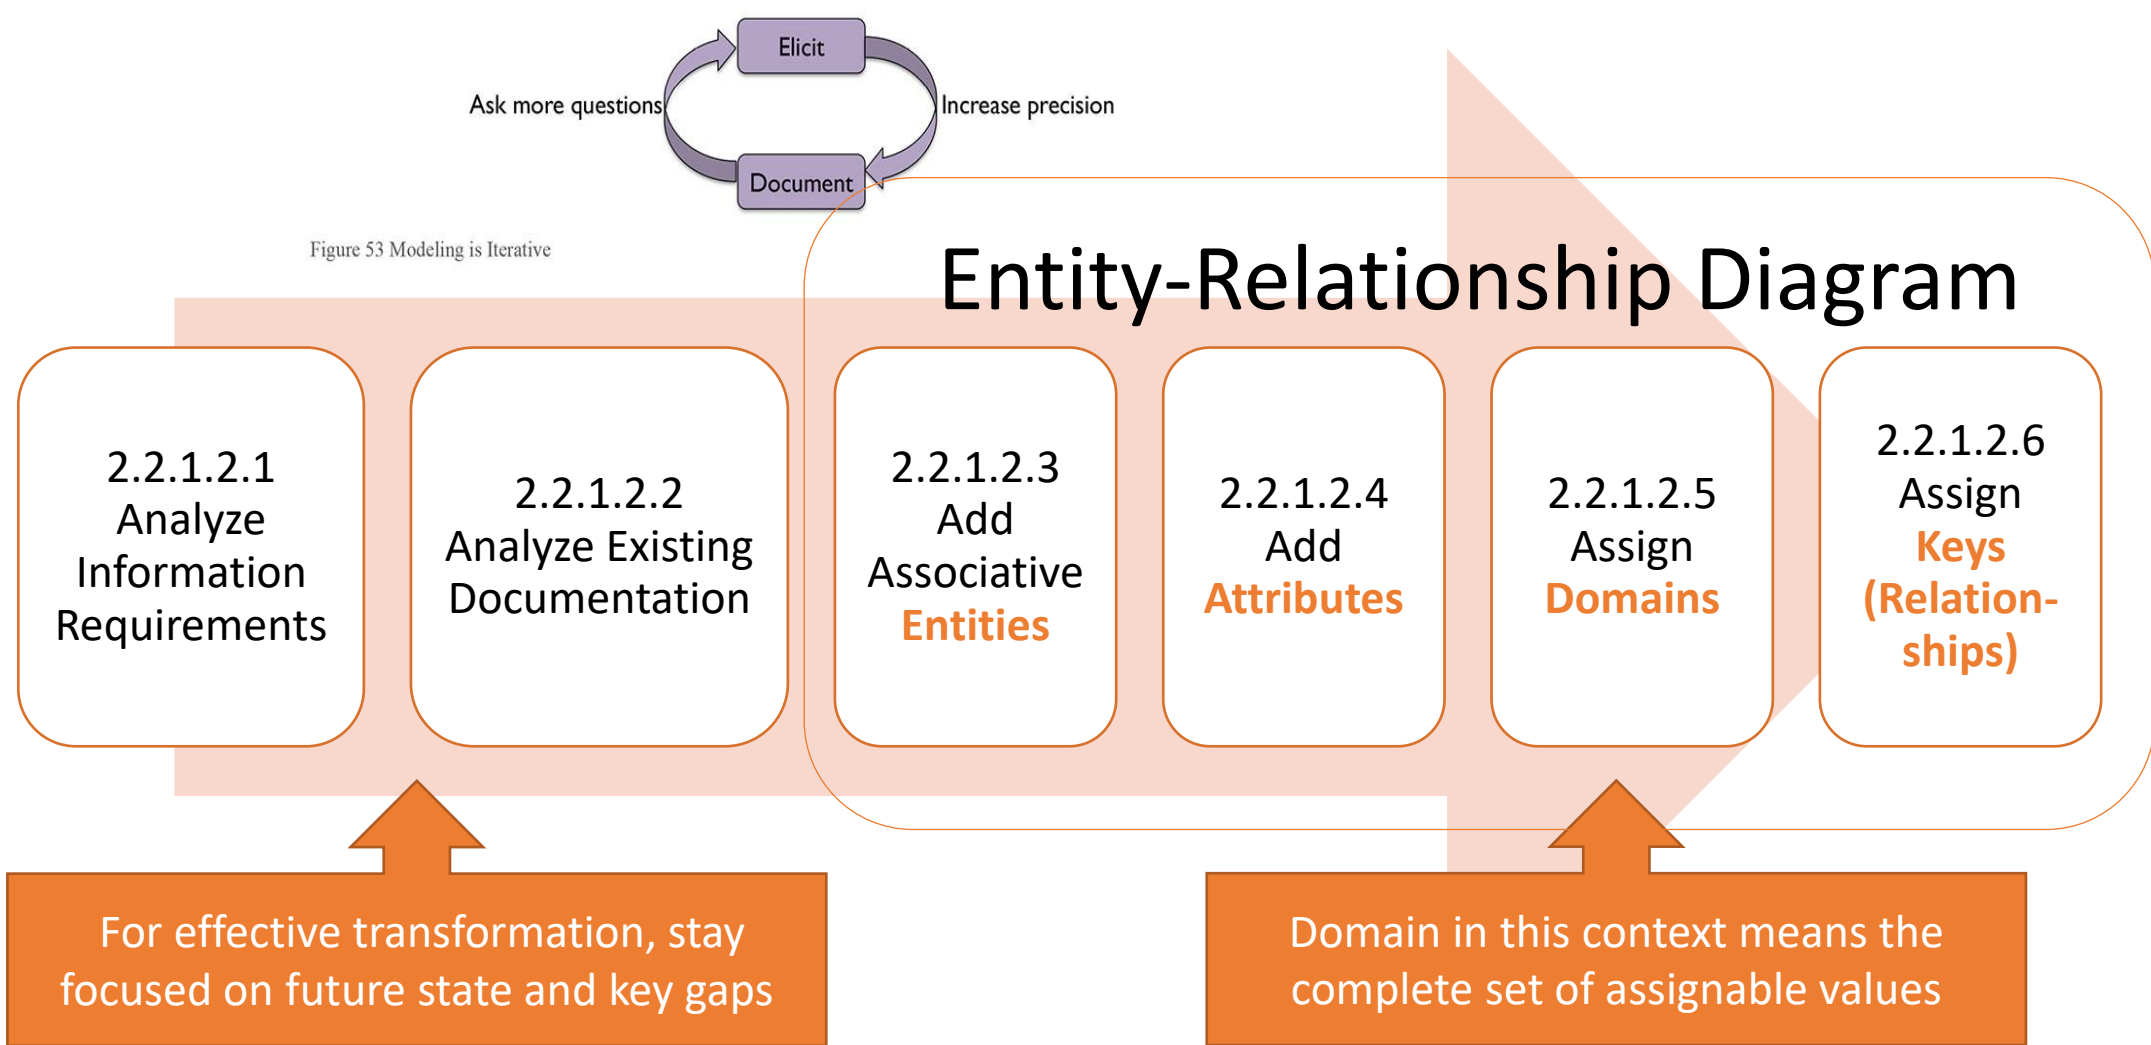 Elicit
Ask more questions
Increase precision
Document
Figure 53 Modeling is Iterative
Entity-Relationship Diagram
2.2.1.2.1
Analyze
Information
Requirements
2.2.1.2.2
Analyze Existing
Documentation
2.2.1.2.3
Add
Associative
Entities
2.2.1.2.4
Add
Attributes
2.2.1.2.5
Assign
Domains
2.2.1.2.6
Assign
Keys
(Relation-
ships)
For effective transformation, stay
focused on future state and key gaps
Domain in this context means the
complete set of assignable values